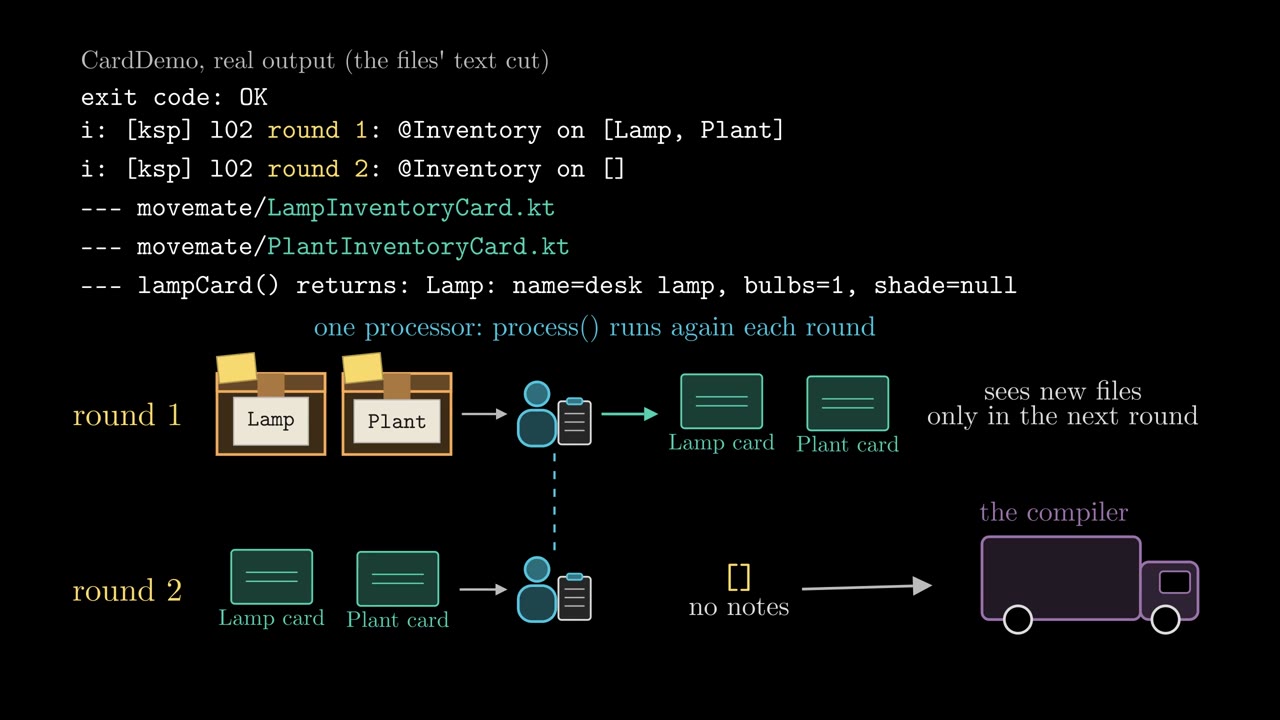 CardDemo, real output (the files' text cut)
exit code: OK
i: [ksp] l02 round 1: @Inventory on [Lamp, Plant]
i: [ksp] l02 round 2: @Inventory on []
--- movemate/LampInventoryCard.kt
--- movemate/PlantInventoryCard.kt
--- lampCard() returns: Lamp: name=desk lamp, bulbs=1, shade=null
one processor: process() runs again each round
round 1
Lamp
Plant
Lamp card
Plant card
sees new files
only in the next round
round 2
Lamp card
Plant card
[]
no notes
the compiler